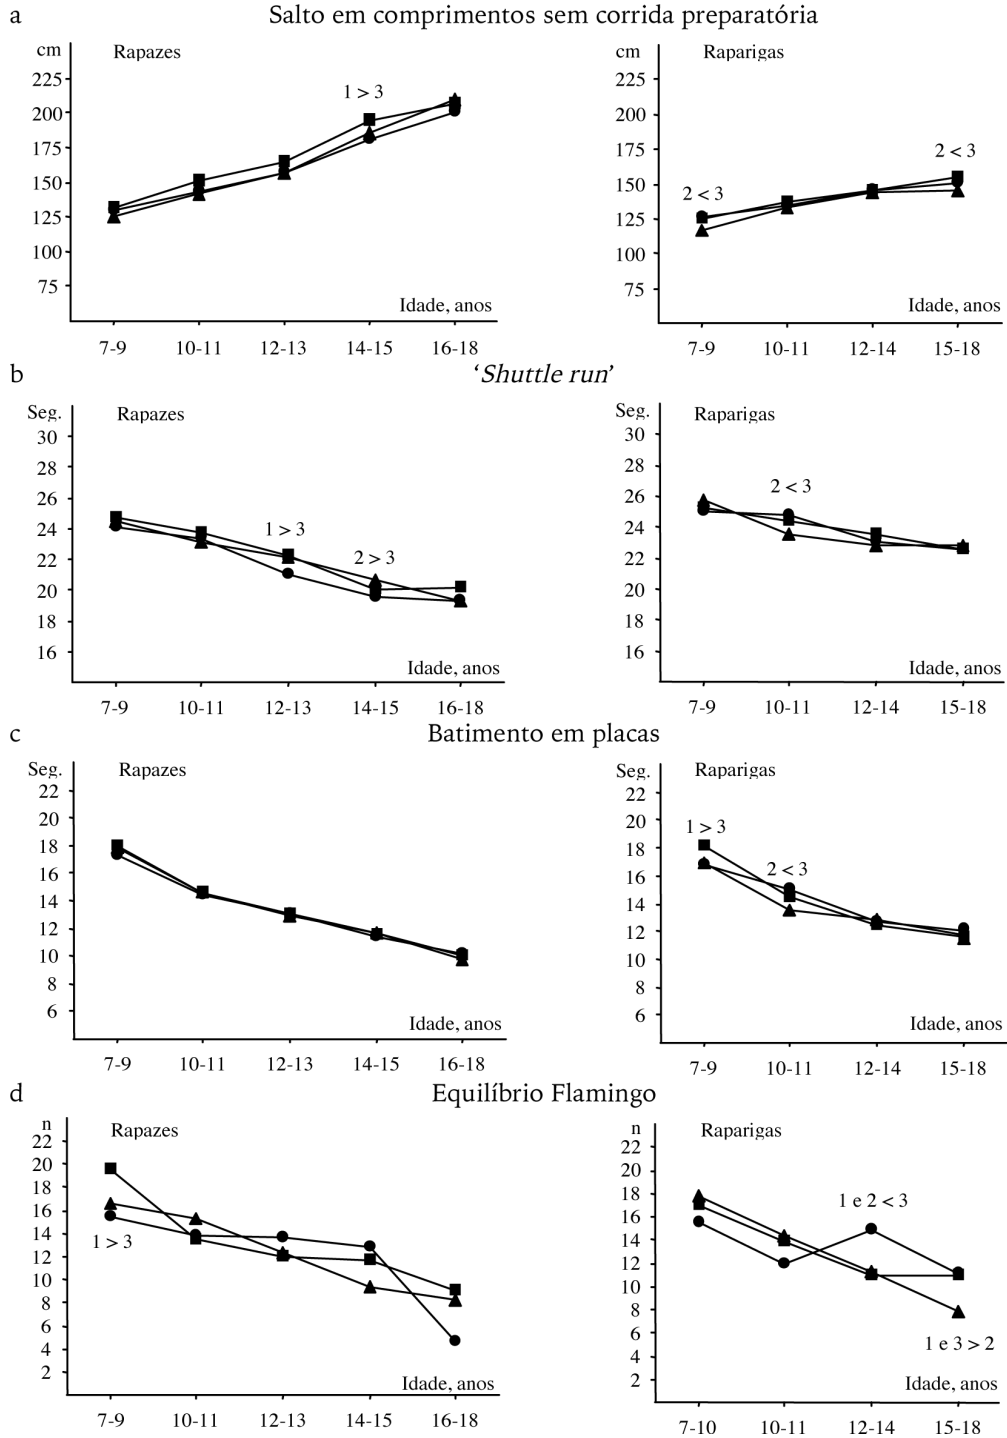 a
Salto em comprimentos sem corrida preparatória
cm
Rapazes
225
200
175
150
125
100
75
1 > 3
Idade, anos
7-9 10-11 12-13 14-15 16-18
cm
Raparigas
225
200
175
150
125
100
75
2 < 3
2 < 3
Idade, anos
7-9 10-11 12-14 15-18
b
‘Shuttle run’
Seg.
Rapazes
30
28
26
24
22
20
18
16
1 > 3
2 > 3
Idade, anos
7-9 10-11 12-13 14-15 16-18
Seg.
Raparigas
30
28
26
24
22
20
18
16
2 < 3
Idade, anos
7-9 10-11 12-14 15-18
c
Batimento em placas
Seg.
Rapazes
22
20
18
16
14
12
10
8
6
Idade, anos
7-9 10-11 12-13 14-15 16-18
Seg.
Raparigas
22
20
18
16
14
12
10
8
6
1 > 3
2 < 3
Idade, anos
7-9 10-11 12-14 15-18
d
Equilíbrio Flamingo
n
Rapazes
22
20
18
16
14
12
10
8
6
4
2
1 > 3
Idade, anos
7-9 10-11 12-13 14-15 16-18
n
Raparigas
22
20
18
16
14
12
10
8
6
4
2
1 e 2 < 3
1 e 3 > 2
Idade, anos
7-10 10-11 12-14 15-18